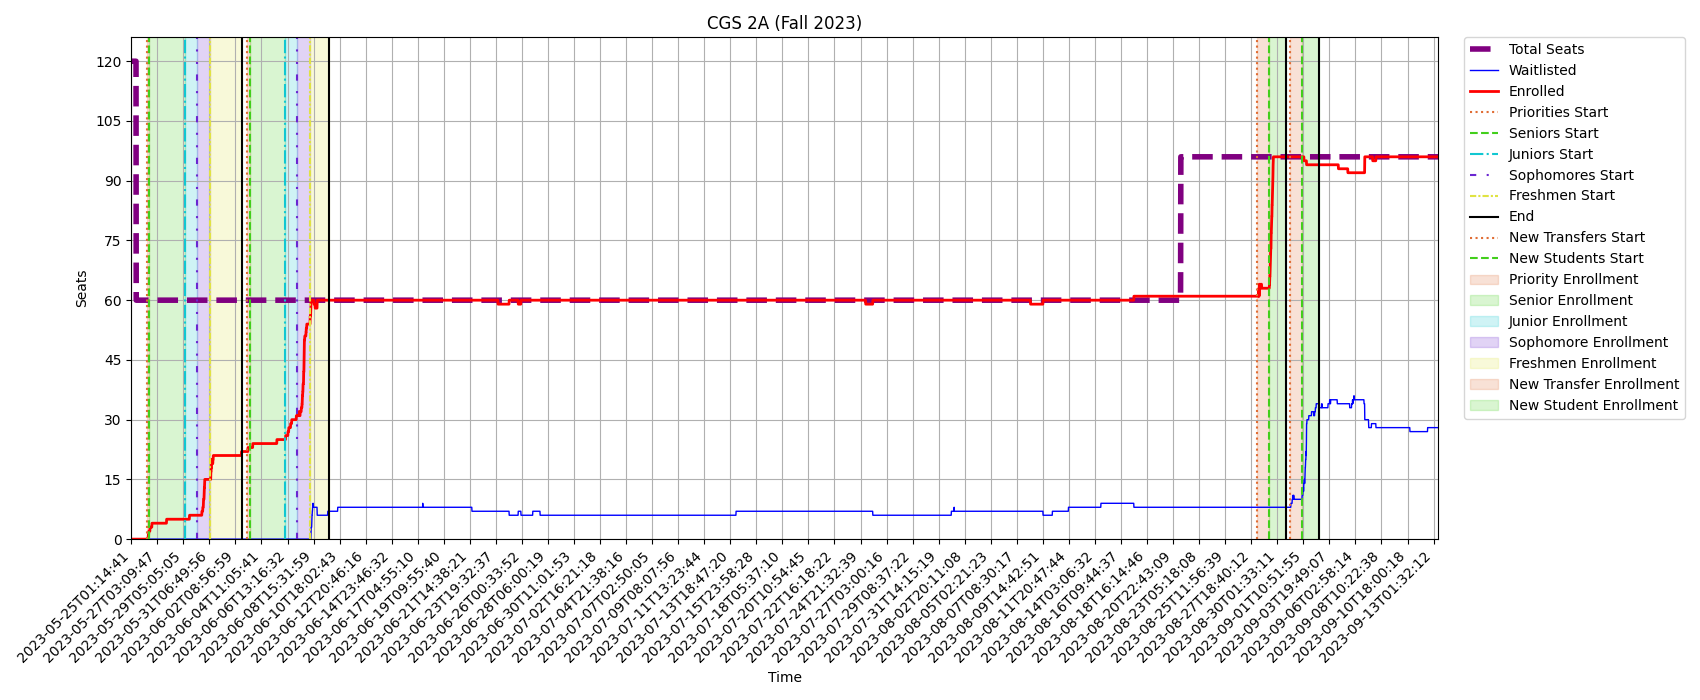 CGS 2A (Fall 2023)
Seats
120
105
90
75
60
45
30
15
0
2023-05-25T01:14:41
2023-05-27T03:09:47
2023-05-29T05:05:05
2023-05-31T06:49:56
2023-06-02T08:56:59
2023-06-04T11:05:41
2023-06-06T13:16:32
2023-06-08T15:31:59
2023-06-10T18:02:43
2023-06-12T20:46:16
2023-06-14T23:46:32
2023-06-17T04:55:10
2023-06-19T09:55:40
2023-06-21T14:38:21
2023-06-23T19:32:37
2023-06-26T00:33:52
2023-06-28T06:00:19
2023-06-30T11:01:53
2023-07-02T16:21:18
2023-07-04T21:38:16
2023-07-07T02:50:05
2023-07-09T08:07:56
2023-07-11T13:23:44
2023-07-13T18:47:20
2023-07-15T23:58:28
2023-07-18T05:37:10
2023-07-20T10:54:45
2023-07-22T16:18:22
2023-07-24T21:32:39
2023-07-27T03:00:16
2023-07-29T08:37:22
2023-07-31T14:15:19
2023-08-02T20:11:08
2023-08-05T02:21:23
2023-08-07T08:30:17
2023-08-09T14:42:51
2023-08-11T20:47:44
2023-08-14T03:06:32
2023-08-16T09:44:37
2023-08-18T16:14:46
2023-08-20T22:43:09
2023-08-23T05:18:08
2023-08-25T11:56:39
2023-08-27T18:40:12
2023-08-30T01:33:11
2023-09-01T10:51:55
2023-09-03T19:49:07
2023-09-06T02:58:14
2023-09-08T10:22:38
2023-09-10T18:00:18
2023-09-13T01:32:12
Time
Total Seats
Waitlisted
Enrolled
Priorities Start
Seniors Start
Juniors Start
Sophomores Start
Freshmen Start
End
New Transfers Start
New Students Start
Priority Enrollment
Senior Enrollment
Junior Enrollment
Sophomore Enrollment
Freshmen Enrollment
New Transfer Enrollment
New Student Enrollment